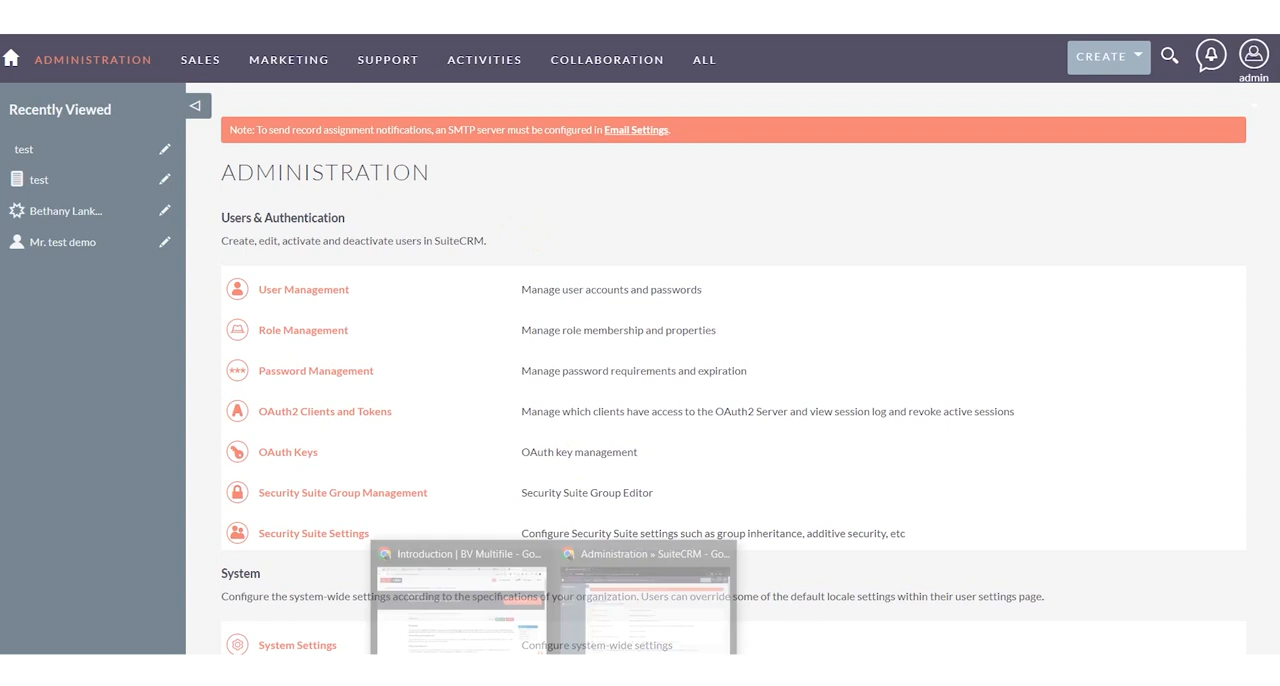 ADMINISTRATION SALES MARKETING SUPPORT ACTIVITIES COLLABORATION ALL CREATE
admin
Recently Viewed
test
test
Bethany Lank...
Mr. test demo
Note: To send record assignment notifications, an SMTP server must be configured in Email Settings.
ADMINISTRATION
Users & Authentication
Create, edit, activate and deactivate users in SuiteCRM.
User Management Manage user accounts and passwords
Role Management Manage role membership and properties
Password Management Manage password requirements and expiration
OAuth2 Clients and Tokens Manage which clients have access to the OAuth2 Server and view session log and revoke active sessions
OAuth Keys OAuth key management
Security Suite Group Management Security Suite Group Editor
Security Suite Settings Configure Security Suite settings such as group inheritance, additive security, etc
Introduction | BV Multifile - Go... Administration » SuiteCRM - Go...
System
Configure the system-wide settings according to the specifications of your organization. Users can override some of the default locale settings within their user settings page.
System Settings Configure system-wide settings